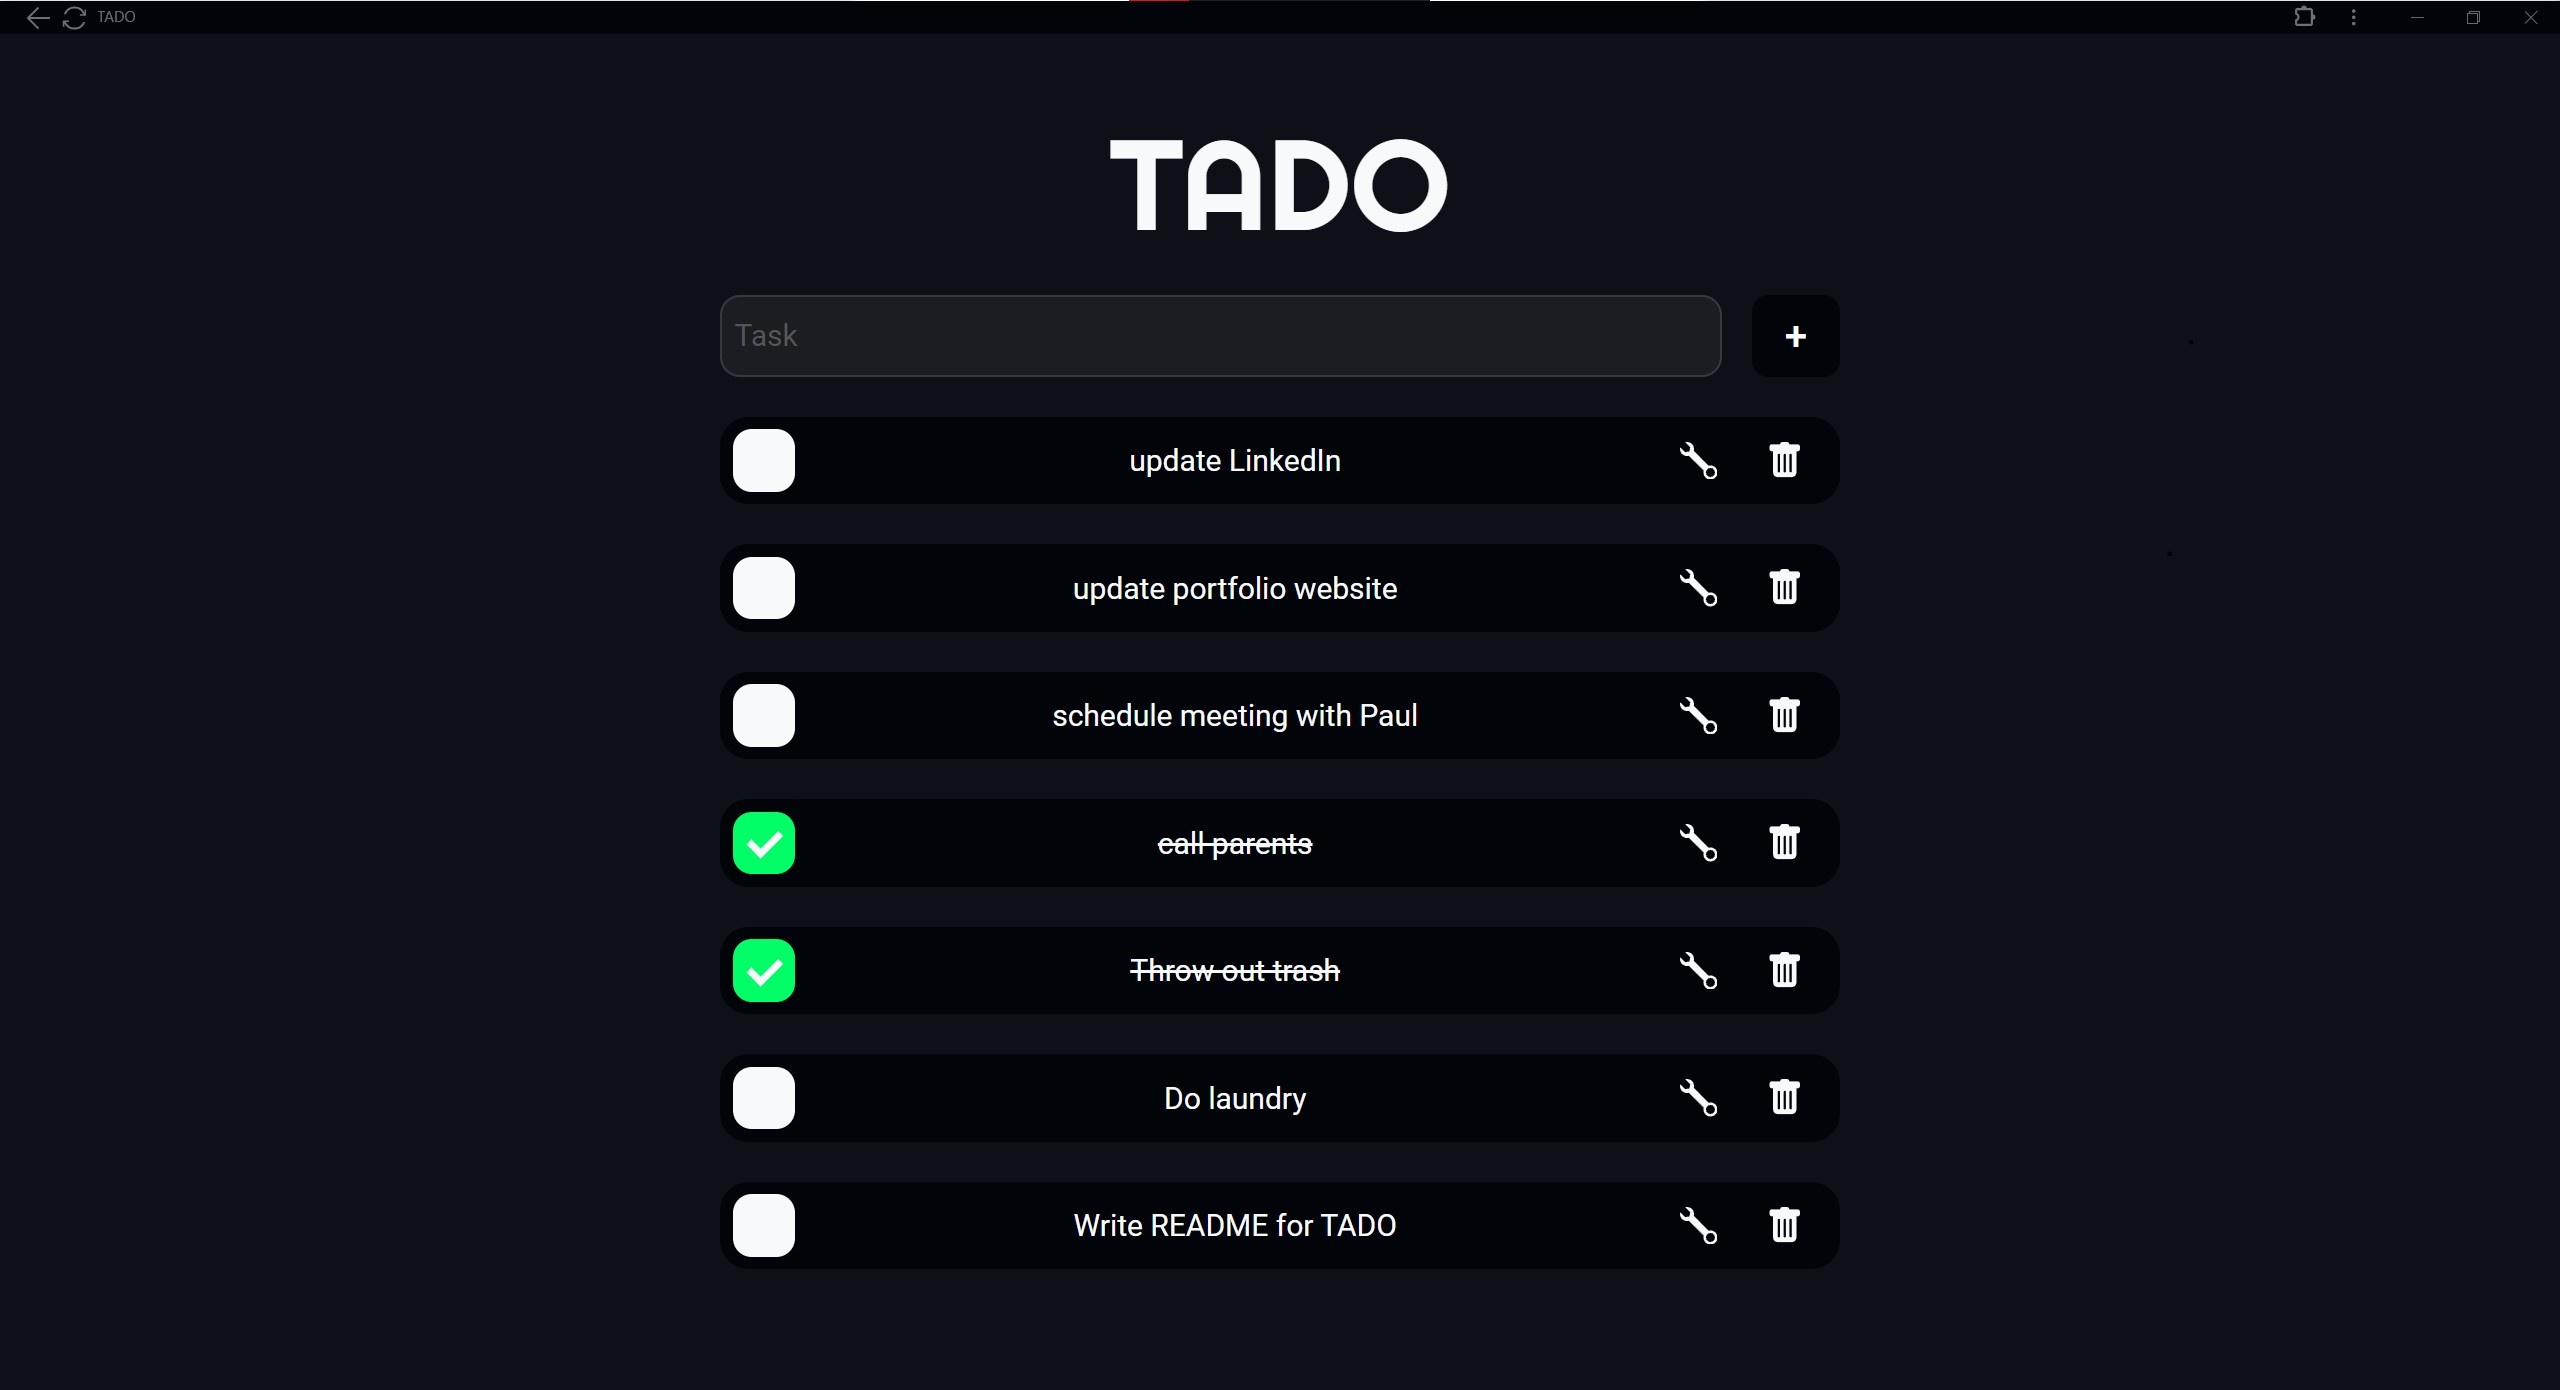 TADO
TADO
Task
+
update LinkedIn
update portfolio website
schedule meeting with Paul
call parents
Throw out trash
Do laundry
Write README for TADO